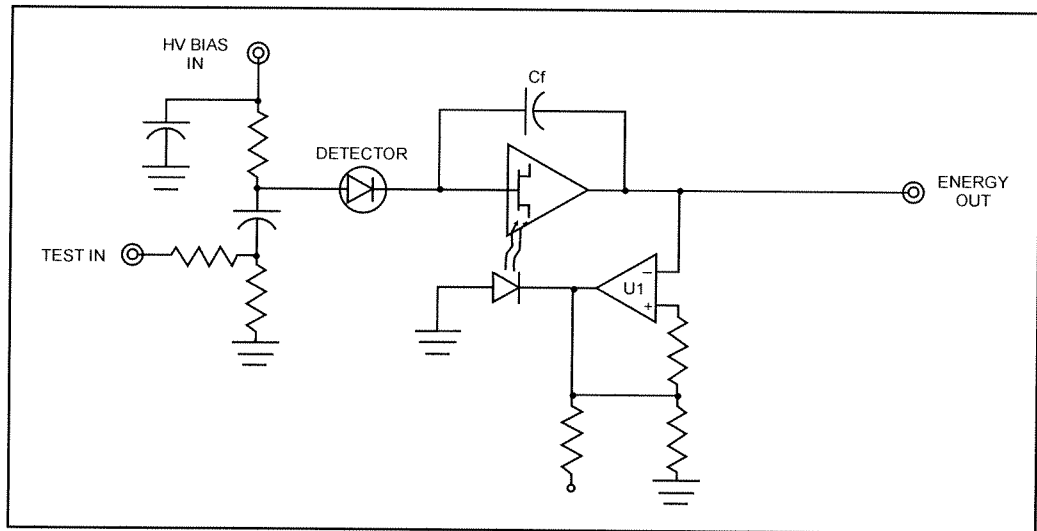 HV BIAS
IN
Cf
DETECTOR
ENERGY
OUT
TEST IN
−
U1
+